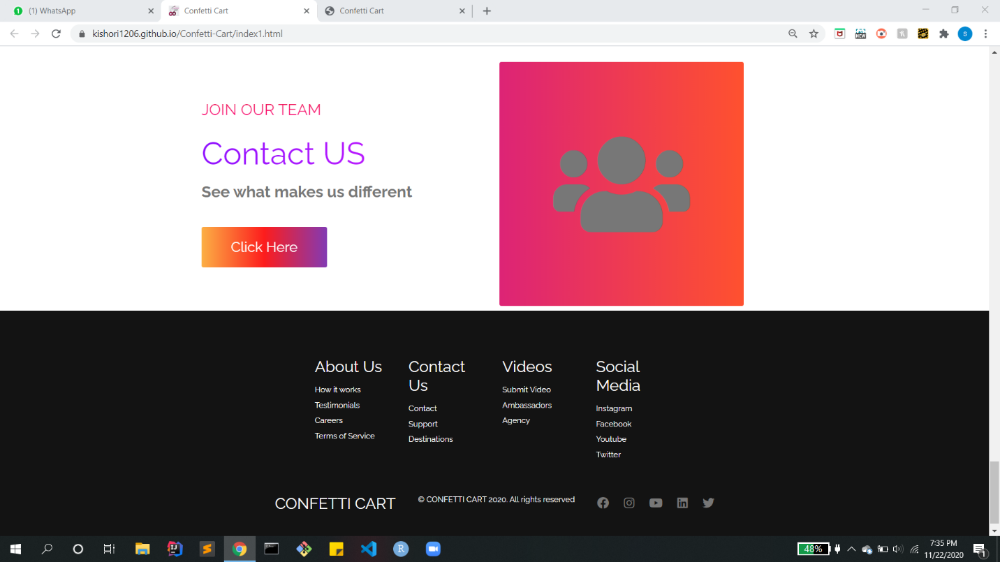 (1) WhatsApp
Confetti Cart
Confetti Cart
kishori1206.github.io/Confetti-Cart/index1.html
NEW
S
JOIN OUR TEAM
Contact US
See what makes us different
Click Here
About Us
How it works
Testimonials
Careers
Terms of Service
Contact
Us
Contact
Support
Destinations
Videos
Submit Video
Ambassadors
Agency
Social
Media
Instagram
Facebook
Youtube
Twitter
CONFETTI CART
© CONFETTI CART 2020. All rights reserved
48%
7:35 PM
11/22/2020
1